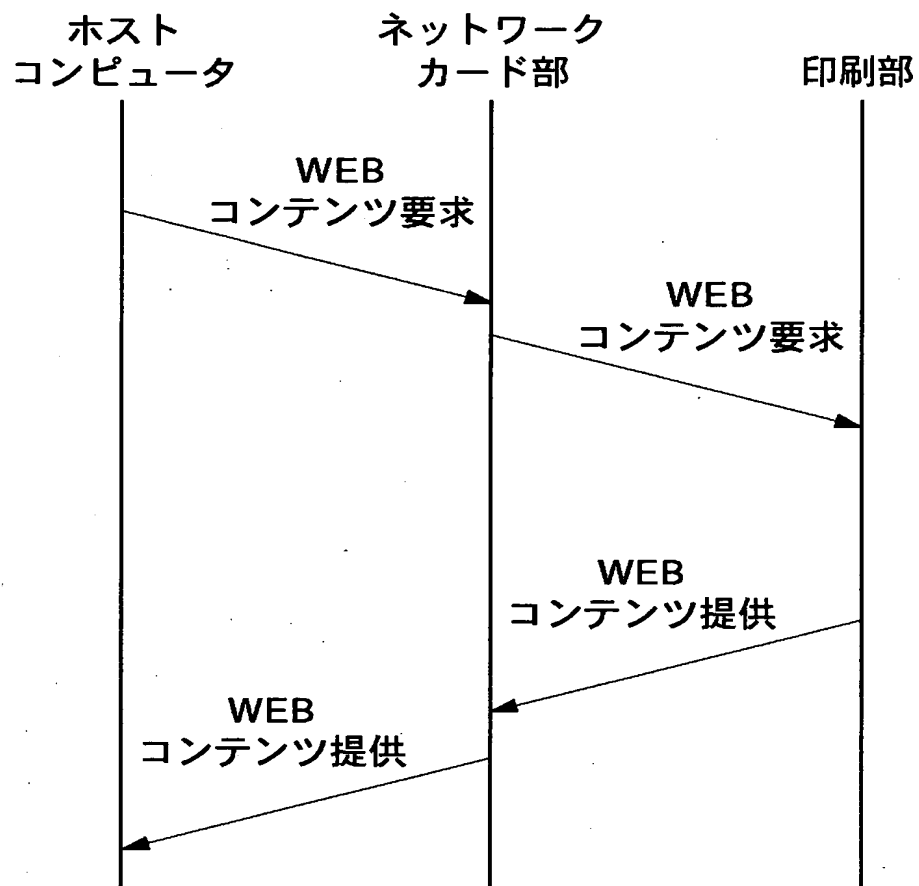 ホスト
コンピュータ
ネットワーク
カード部
印刷部
WEB
コンテンツ要求
WEB
コンテンツ要求
WEB
コンテンツ提供
WEB
コンテンツ提供